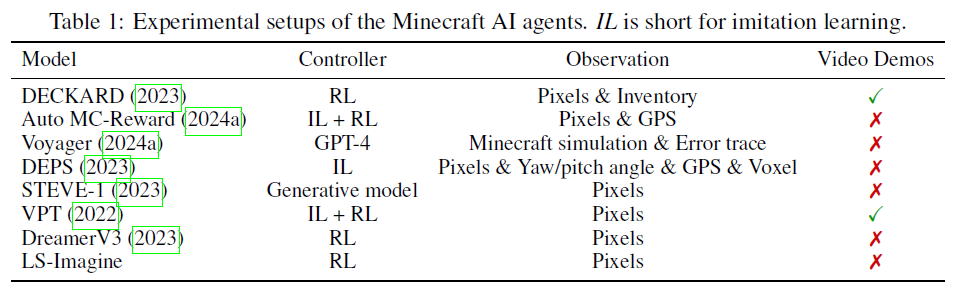 Table 1: Experimental setups of the Minecraft AI agents. IL is short for imitation learning.
Model Controller Observation Video Demos
DECKARD (2023) RL Pixels & Inventory ✓
Auto MC-Reward (2024a) IL + RL Pixels & GPS ✗
Voyager (2024a) GPT-4 Minecraft simulation & Error trace ✗
DEPS (2023) IL Pixels & Yaw/pitch angle & GPS & Voxel ✗
STEVE-1 (2023) Generative model Pixels ✗
VPT (2022) IL + RL Pixels ✓
DreamerV3 (2023) RL Pixels ✗
LS-Imagine RL Pixels ✗